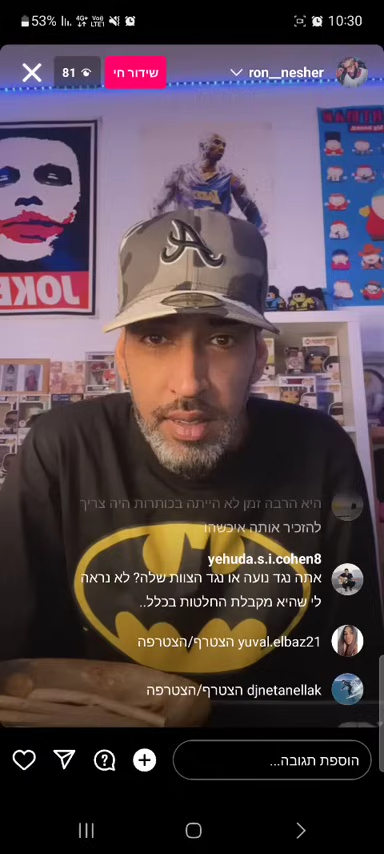 53% 4G+ Vo) LTE1 10:30
ron__nesher שידור חי 81
JOKE
היא הרבה זמן לא הייתה בכותרות היה צריך
להזכיר אותה איכשהו
yehuda.s.i.cohen8
אתה נגד נועה או נגד הצוות שלה? לא נראה
לי שהיא מקבלת החלטות בכלל..
yuval.elbaz21 הצטרף/הצטרפה
djnetanellak הצטרף/הצטרפה
הוספת תגובה...